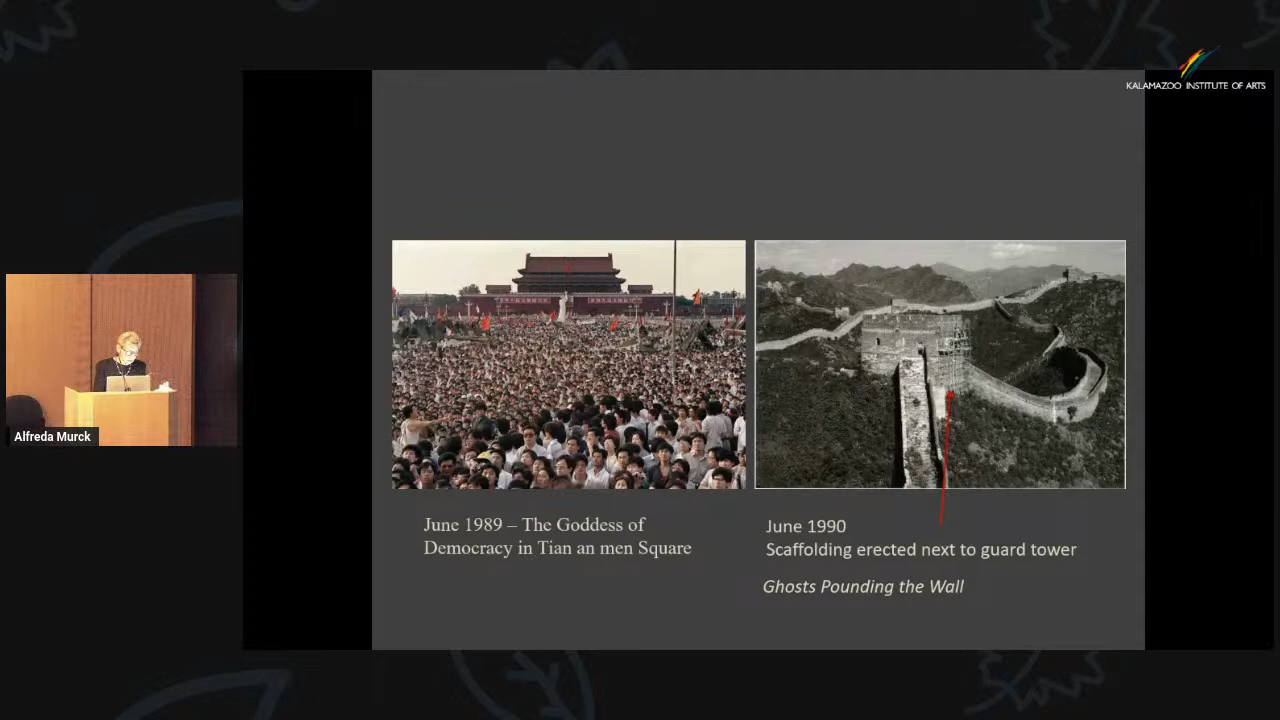 KALAMAZOO INSTITUTE OF ARTS
Alfreda Murck
June 1989 – The Goddess of
Democracy in Tian an men Square
June 1990
Scaffolding erected next to guard tower
Ghosts Pounding the Wall